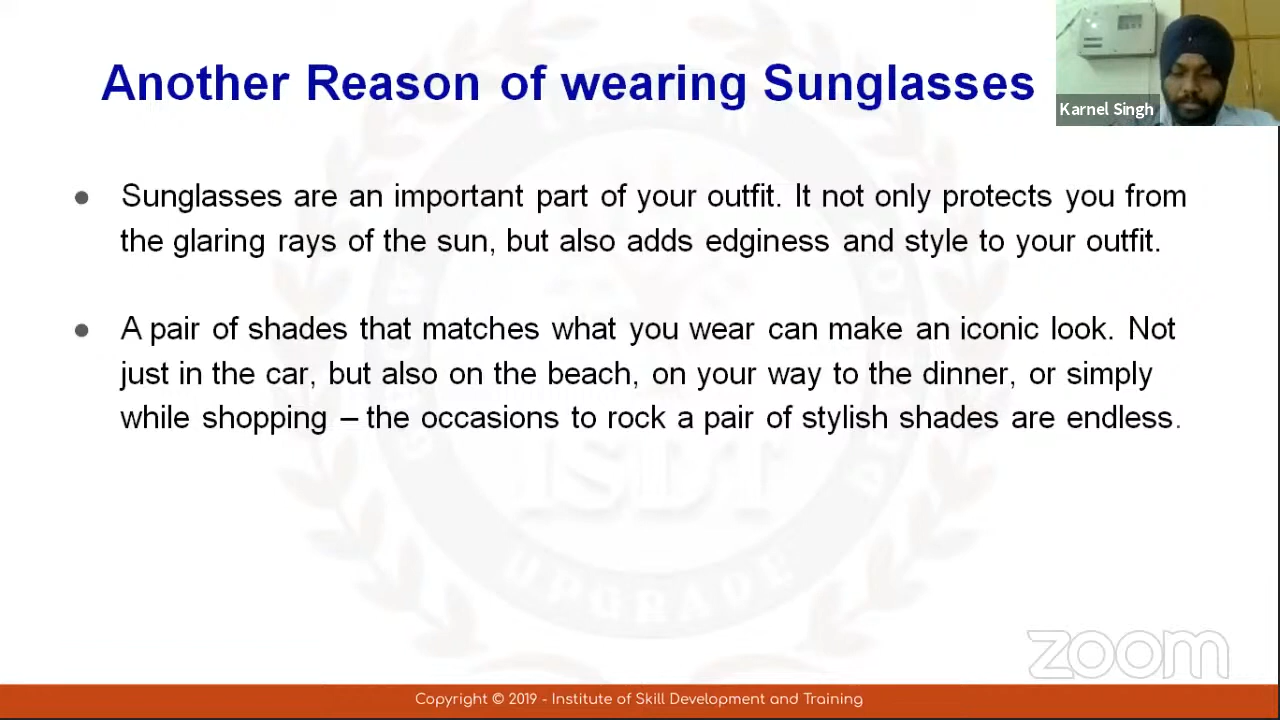 Another Reason of wearing Sunglasses
Karnel Singh
● Sunglasses are an important part of your outfit. It not only protects you from
the glaring rays of the sun, but also adds edginess and style to your outfit.
● A pair of shades that matches what you wear can make an iconic look. Not
just in the car, but also on the beach, on your way to the dinner, or simply
while shopping – the occasions to rock a pair of stylish shades are endless.
ISDT
UPGRADE
zoom
Copyright © 2019 - Institute of Skill Development and Training